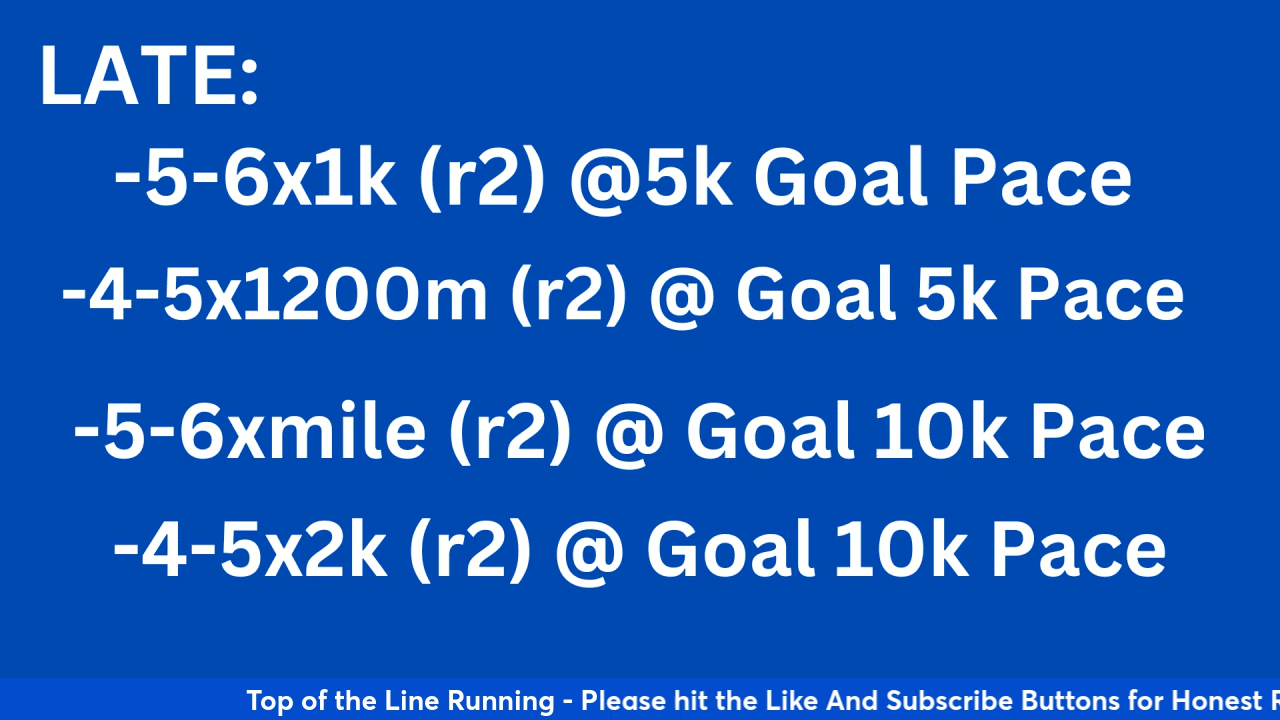 LATE:
-5-6x1k (r2) @5k Goal Pace
-4-5x1200m (r2) @ Goal 5k Pace
-5-6xmile (r2) @ Goal 10k Pace
-4-5x2k (r2) @ Goal 10k Pace
Top of the Line Running - Please hit the Like And Subscribe Buttons for Honest